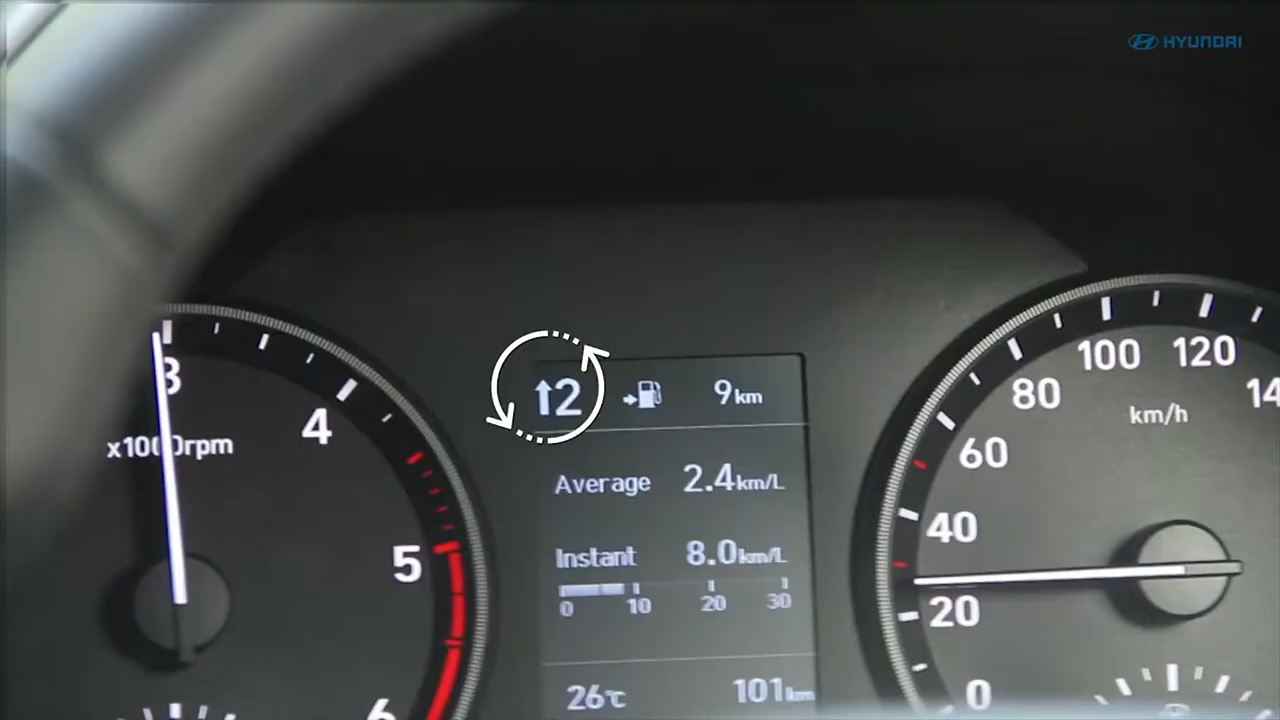 HYUNDAI
3
4
5
6
x1000rpm
↑2 9km
Average 2.4km/L
Instant 8.0km/L
0 10 20 30
26℃ 101km
0
20
40
60
80
100
120
km/h